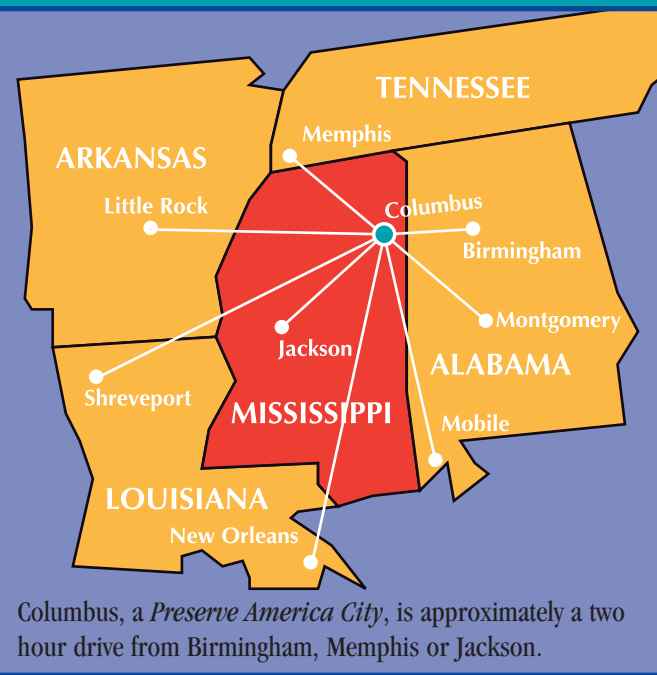 TENNESSEE
Memphis
ARKANSAS
Little Rock
Columbus
Birmingham
Montgomery
Jackson
ALABAMA
Shreveport
MISSISSIPPI
Mobile
LOUISIANA
New Orleans
Columbus, a Preserve America City, is approximately a two
hour drive from Birmingham, Memphis or Jackson.